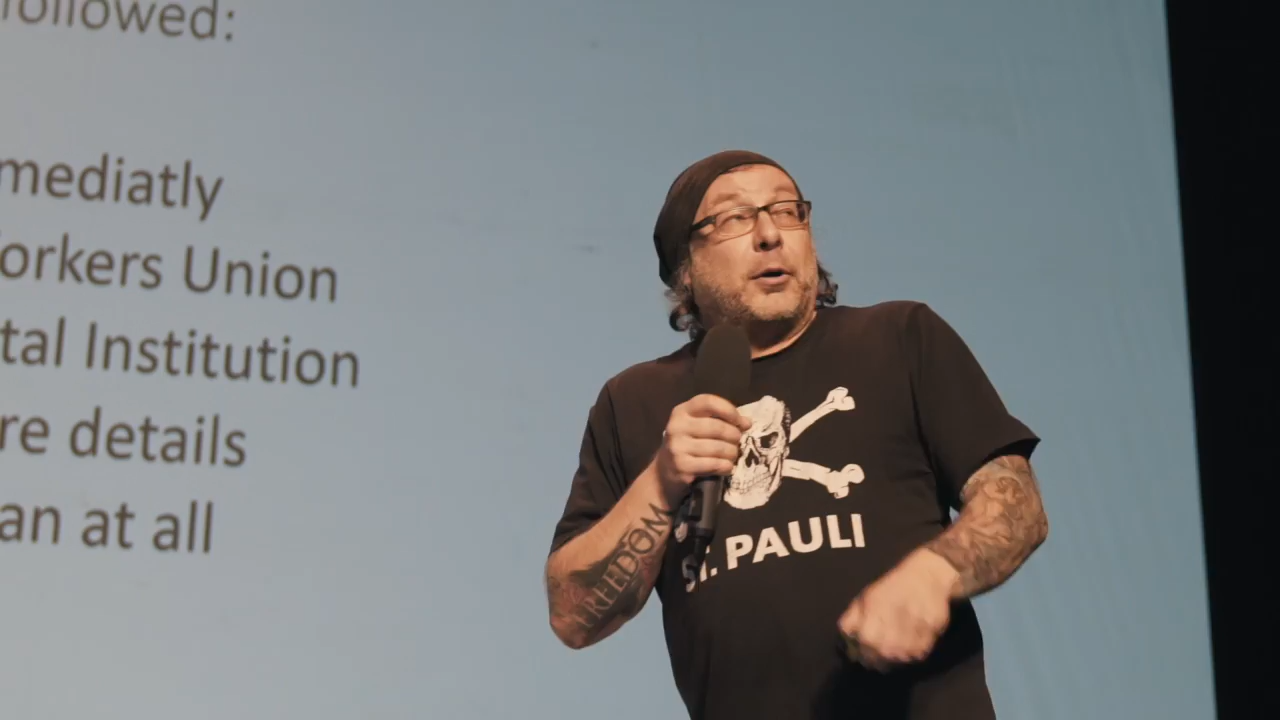 followed:
mediatly
orkers Union
tal Institution
re details
an at all
FREEDOM
ST. PAULI